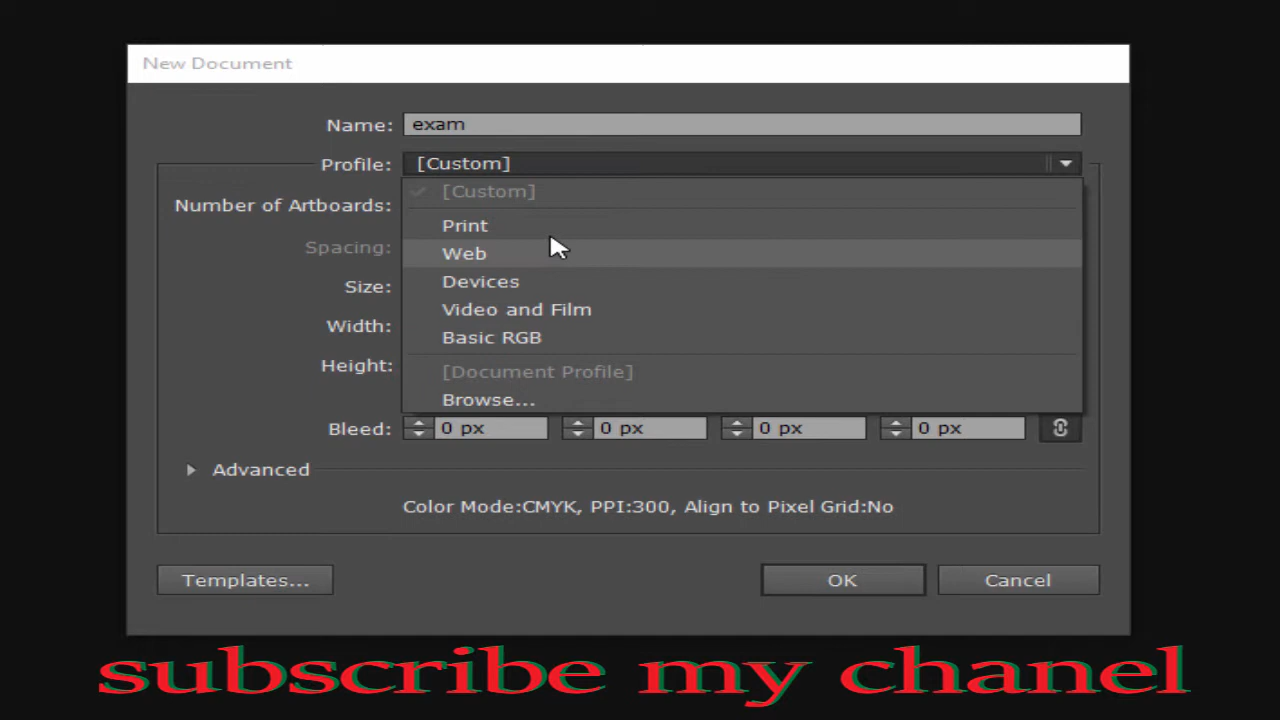 New Document
Name: exam
Profile: [Custom]
[Custom]
Number of Artboards:
Print
Spacing:
Web
Size:
Devices
Video and Film
Width:
Basic RGB
Height:
[Document Profile]
Browse...
Bleed: 0 px 0 px 0 px 0 px
Advanced
Color Mode:CMYK, PPI:300, Align to Pixel Grid:No
Templates... OK Cancel
subscribe my chanel